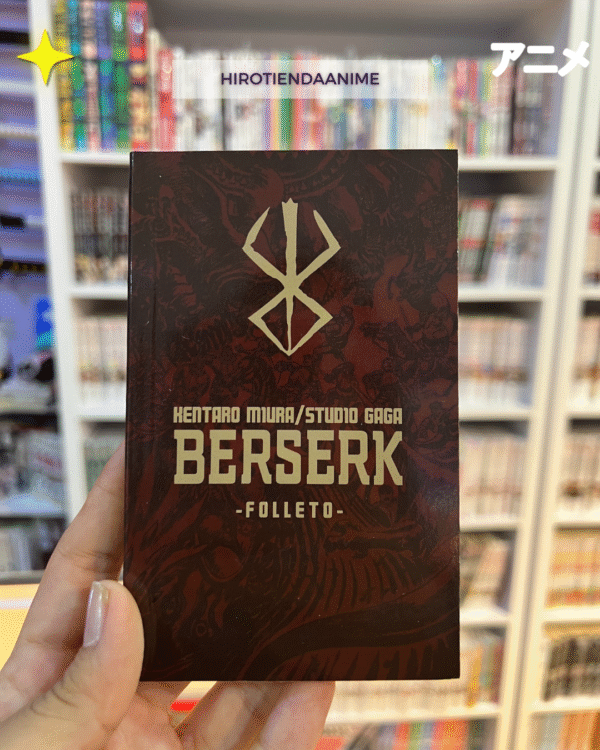 HIROTIENDAANIME
アニメ
KENTARO MIURA/STUDIO GAGA
BERSERK
-FOLLETO-